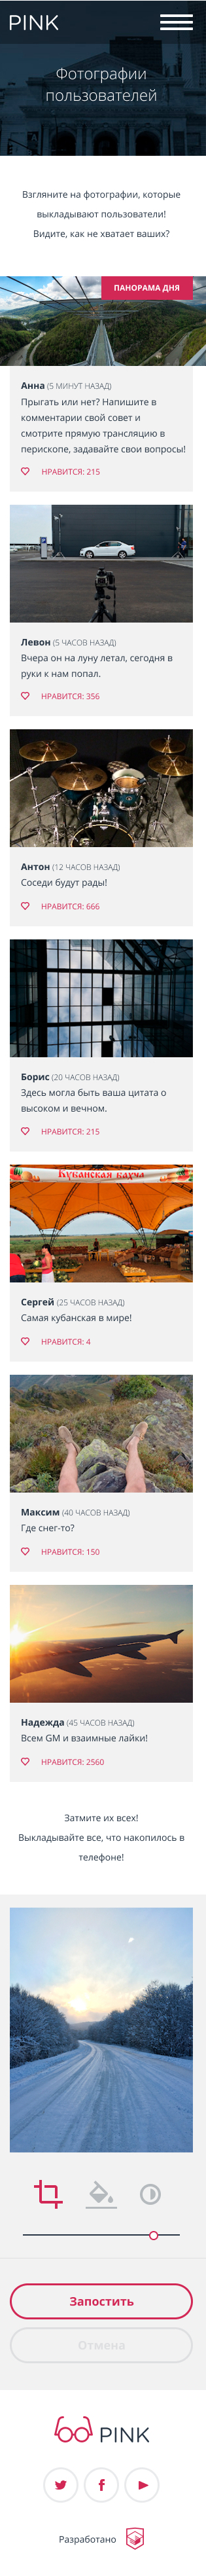 PINK
Фотографии
пользователей
Взгляните на фотографии, которые
выкладывают пользователи!
Видите, как не хватает ваших?
ПАНОРАМА ДНЯ
Анна (5 МИНУТ НАЗАД)
Прыгать или нет? Напишите в
комментарии свой совет и
смотрите прямую трансляцию в
перископе, задавайте свои вопросы!
НРАВИТСЯ: 215
Левон (5 ЧАСОВ НАЗАД)
Вчера он на луну летал, сегодня в
руки к нам попал.
НРАВИТСЯ: 356
Антон (12 ЧАСОВ НАЗАД)
Соседи будут рады!
НРАВИТСЯ: 666
Борис (20 ЧАСОВ НАЗАД)
Здесь могла быть ваша цитата о
высоком и вечном.
НРАВИТСЯ: 215
Кубанская бахча
Сергей (25 ЧАСОВ НАЗАД)
Самая кубанская в мире!
НРАВИТСЯ: 4
Максим (40 ЧАСОВ НАЗАД)
Где снег-то?
НРАВИТСЯ: 150
Надежда (45 ЧАСОВ НАЗАД)
Всем GM и взаимные лайки!
НРАВИТСЯ: 2560
Затмите их всех!
Выкладывайте все, что накопилось в
телефоне!
Запостить
Отмена
PINK
Разработано